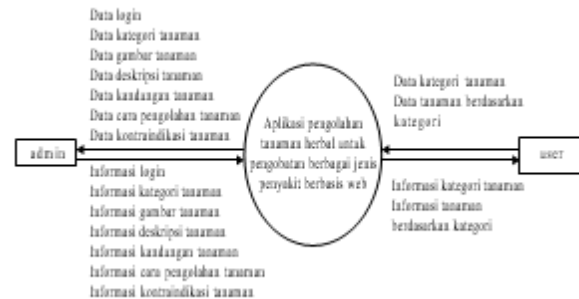 Data login
Data kategori tanaman
Data gambar tanaman
Data deskripsi tanaman
Data kandangan tanaman
Data cara pengolahan tanaman
Data kontraindikasi tanaman
admin
Informasi login
Informasi kategori tanaman
Informasi gambar tanaman
Informasi deskripsi tanaman
Informasi kandangan tanaman
Informasi cara pengolahan tanaman
Informasi kontraindikasi tanaman
Aplikasi pengolahan
tanaman herbal untuk
pengobatan berbagai jenis
penyakit berbasis web
Data kategori tanaman
Data tanaman berdasarkan
kategori
user
Informasi kategori tanaman
Informasi tanaman
berdasarkan kategori